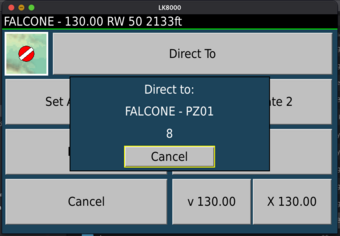 LK8000
FALCONE - 130.00 RW 50 2133ft
Direct To
Direct to:
FALCONE - PZ01
8
Cancel
Set
te 2
Cancel
v 130.00
X 130.00